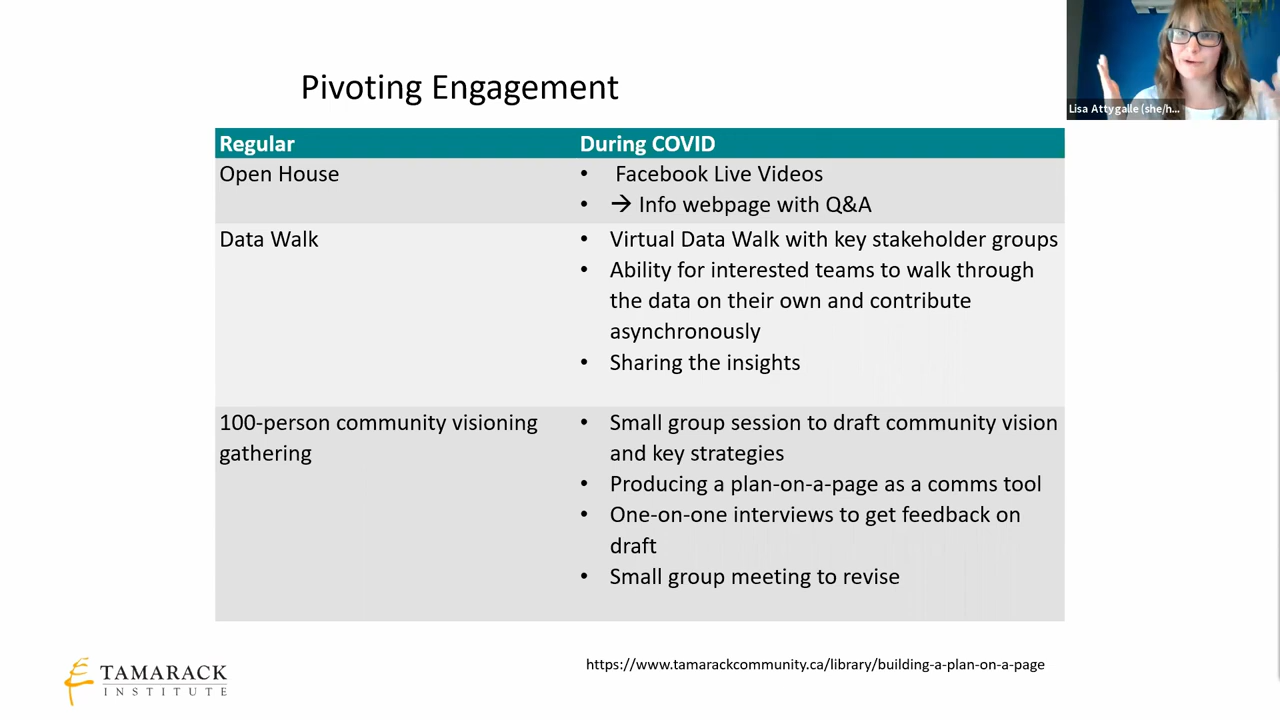 Pivoting Engagement
Lisa Attygalle (she/h...
Regular
During COVID
Open House
• Facebook Live Videos
• → Info webpage with Q&A
Data Walk
• Virtual Data Walk with key stakeholder groups
• Ability for interested teams to walk through
the data on their own and contribute
asynchronously
• Sharing the insights
100-person community visioning
gathering
• Small group session to draft community vision
and key strategies
• Producing a plan-on-a-page as a comms tool
• One-on-one interviews to get feedback on
draft
• Small group meeting to revise
TAMARACK
INSTITUTE
https://www.tamarackcommunity.ca/library/building-a-plan-on-a-page